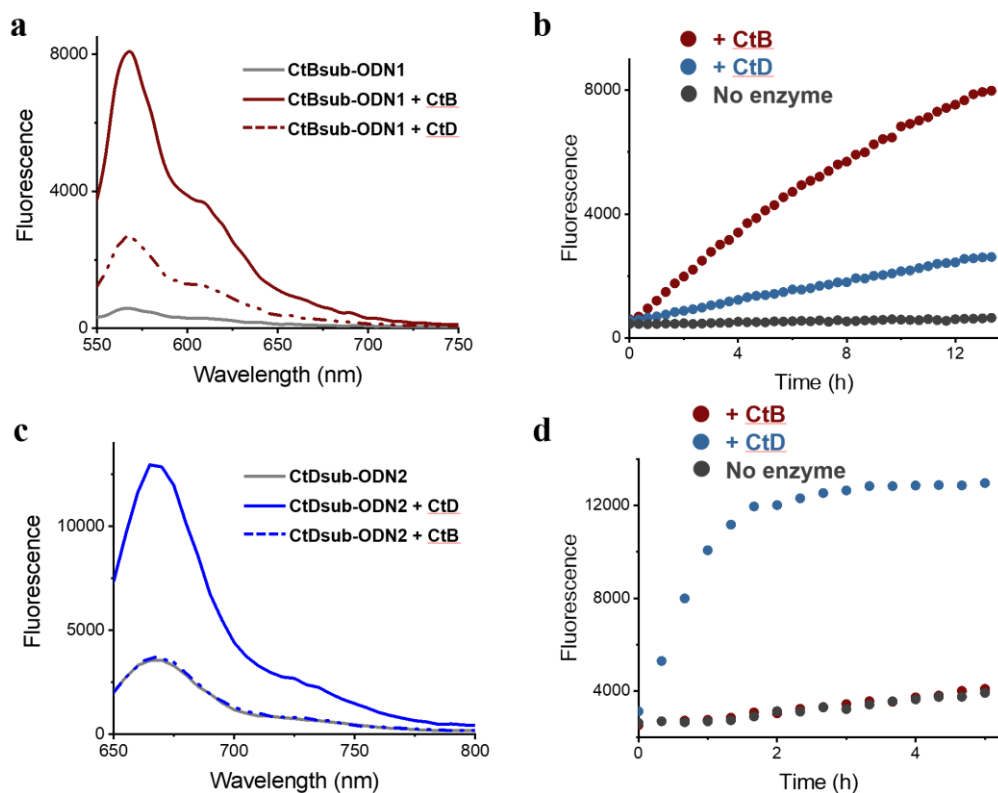 a
8000
4000
0
Fluorescence
CtBsub-ODN1
CtBsub-ODN1 + CtB
CtBsub-ODN1 + CtD
550 600 650 700 750
Wavelength (nm)
b
+ CtB
+ CtD
No enzyme
8000
4000
0
Fluorescence
0 4 8 12
Time (h)
c
10000
5000
0
Fluorescence
CtDsub-ODN2
CtDsub-ODN2 + CtD
CtDsub-ODN2 + CtB
650 700 750 800
Wavelength (nm)
d
+ CtB
+ CtD
No enzyme
12000
8000
4000
Fluorescence
0 2 4
Time (h)